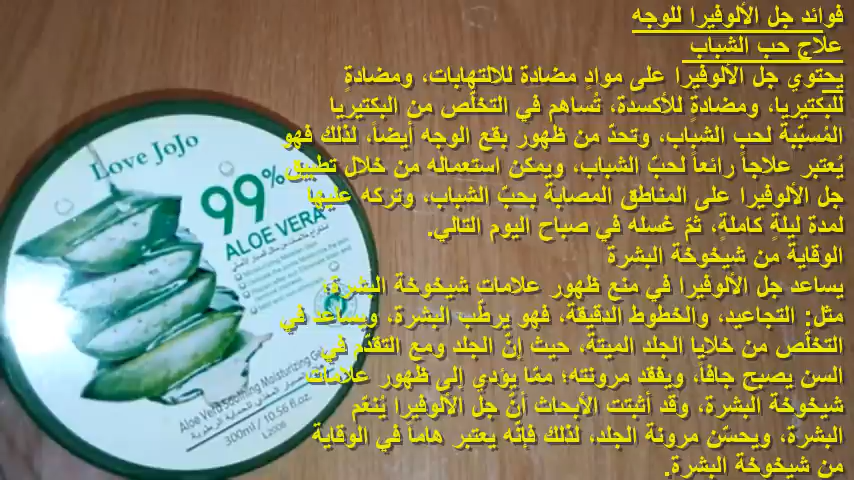 فوائد جل الألوفيرا للوجه
علاج حب الشباب
يحتوي جل الألوفيرا على موادٍ مضادة للالتهابات، ومضادةٍ
للبكتيريا، ومضادةٍ للأكسدة، تُساهم في التخلّص من البكتيريا
المُسبّبة لحب الشباب، وتحدّ من ظهور بقع الوجه أيضاً، لذلك فهو
يُعتبر علاجاً رائعاً لحبّ الشباب، ويمكن استعماله من خلال تطبيق
جل الألوفيرا على المناطق المصابة بحبّ الشباب، وتركه عليها
لمدة ليلةٍ كاملةٍ، ثمّ غسله في صباح اليوم التالي.
الوقاية من شيخوخة البشرة
يساعد جل الألوفيرا في منع ظهور علامات شيخوخة البشرة؛
مثل: التجاعيد، والخطوط الدقيقة، فهو يرطّب البشرة، ويساعد في
التخلّص من خلايا الجلد الميتة، حيث إنّ الجلد ومع التقدّم في
السن يصبح جافاً، ويفقد مرونته؛ ممّا يؤدي إلى ظهور علامات
شيخوخة البشرة، وقد أثبتت الأبحاث أنّ جل الألوفيرا يُنعّم
البشرة، ويحسّن مرونة الجلد، لذلك فإنّه يعتبر هاماً في الوقاية
من شيخوخة البشرة.
Love JoJo
99%
ALOE VERA
Aloe Vera Soothing Moisturizing Gel
300ml / 10.56 fl.oz
L2006